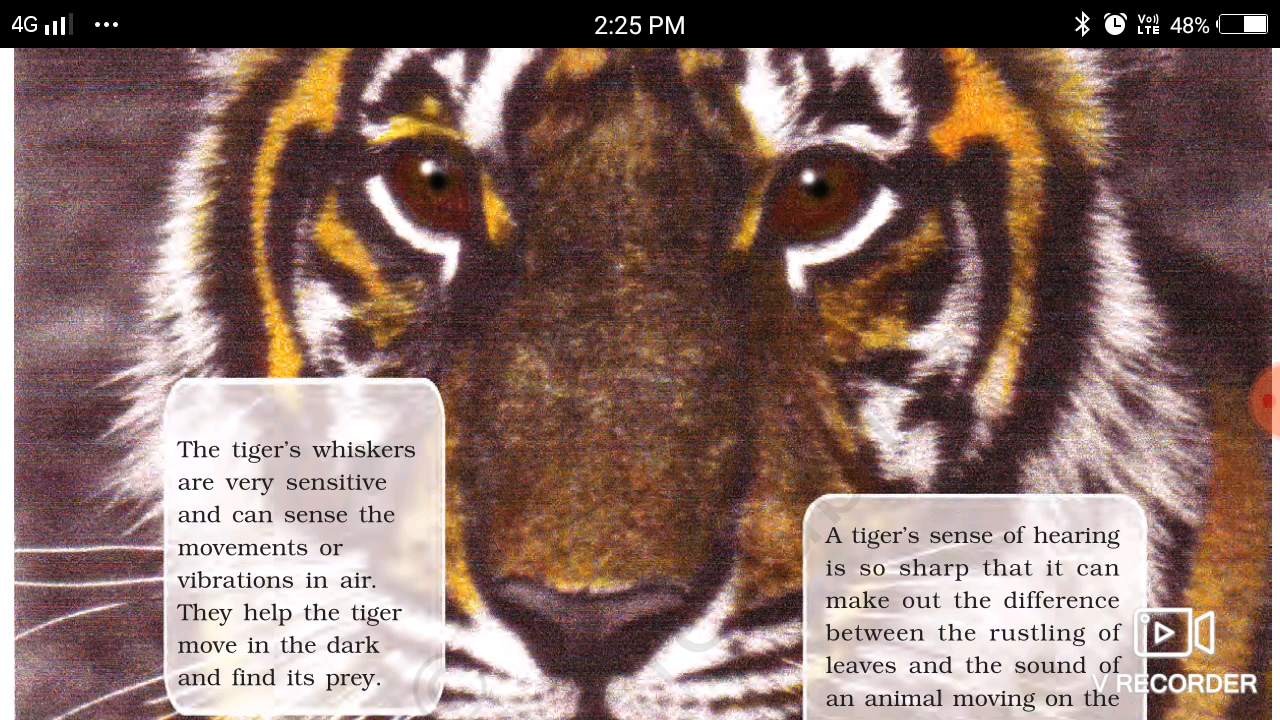 4G
2:25 PM
Vo))
LTE
48%
The tiger's whiskers
are very sensitive
and can sense the
movements or
vibrations in air.
They help the tiger
move in the dark
and find its prey.
A tiger's sense of hearing
is so sharp that it can
make out the difference
between the rustling of
leaves and the sound of
an animal moving on the
V RECORDER